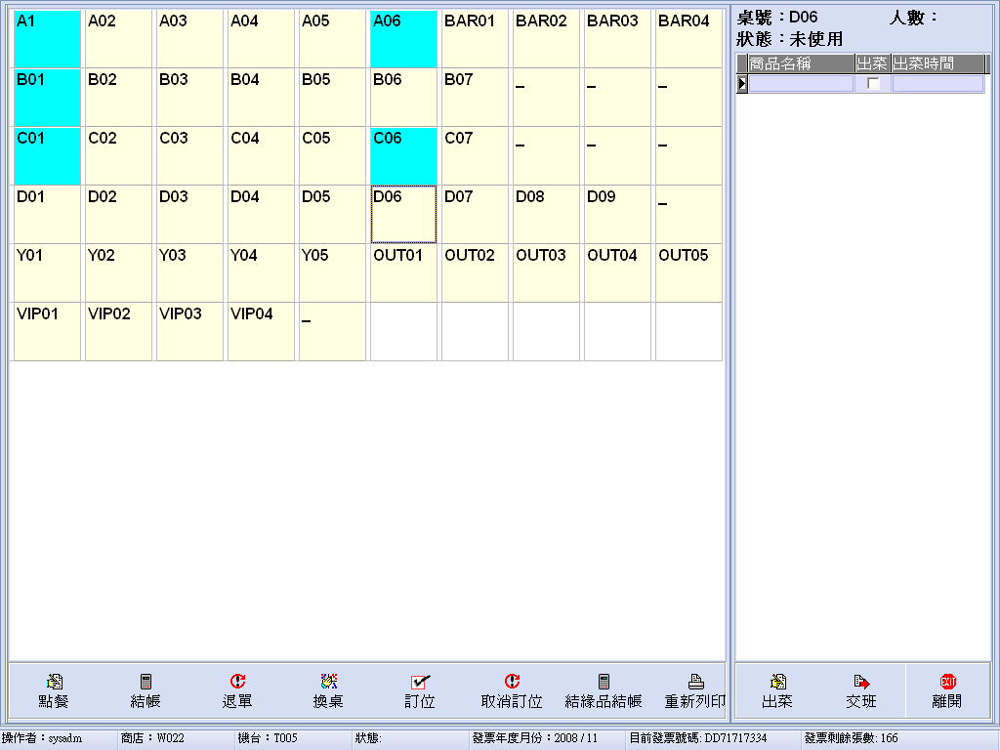 A1 A02 A03 A04 A05 A06 BAR01 BAR02 BAR03 BAR04
B01 B02 B03 B04 B05 B06 B07 _ _ _
C01 C02 C03 C04 C05 C06 C07 _ _ _
D01 D02 D03 D04 D05 D06 D07 D08 D09 _
Y01 Y02 Y03 Y04 Y05 OUT01 OUT02 OUT03 OUT04 OUT05
VIP01 VIP02 VIP03 VIP04 _
桌號：D06 人數：
狀態：未使用
商品名稱 出菜 出菜時間
點餐 結帳 退單 換桌 訂位 取消訂位 結緣品結帳 重新列印
出菜 交班 EXIT 離開
操作者：sysadm 商店：W022 機台：T005 狀態: 發票年度月份：2008 / 11 目前發票號碼: DD71717334 發票剩餘張數: 166